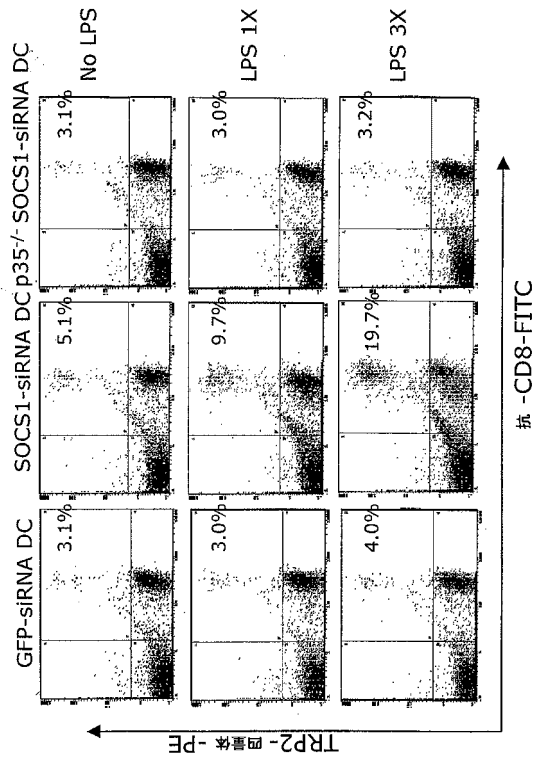 GFP-siRNA DC SOCS1-siRNA DC p35-/- SOCS1-siRNA DC
3.1% 5.1% 3.1% No LPS
3.0% 9.7% 3.0% LPS 1X
4.0% 19.7% 3.2% LPS 3X
TRP2-四量体-PE
抗-CD8-FITC